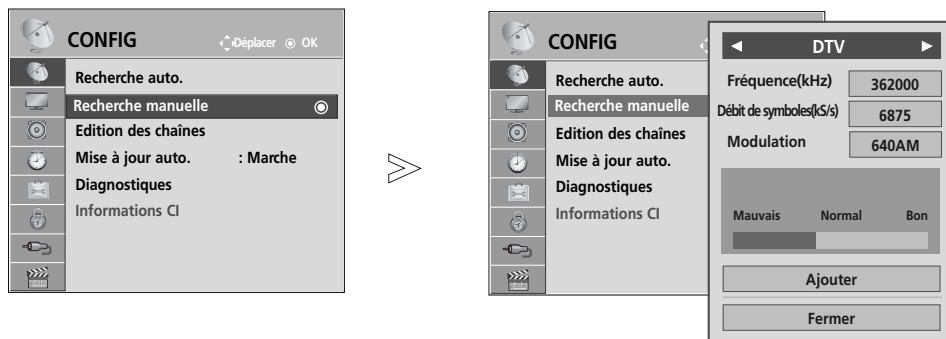 CONFIG
Déplacer OK
Recherche auto.
Recherche manuelle
Edition des chaînes
Mise à jour auto. : Marche
Diagnostiques
Informations CI
CONFIG
Recherche auto.
Recherche manuelle
Edition des chaînes
Mise à jour auto.
Diagnostiques
Informations CI
DTV
Fréquence(kHz) 362000
Débit de symboles(kS/s) 6875
Modulation 640AM
Mauvais Normal Bon
Ajouter
Fermer